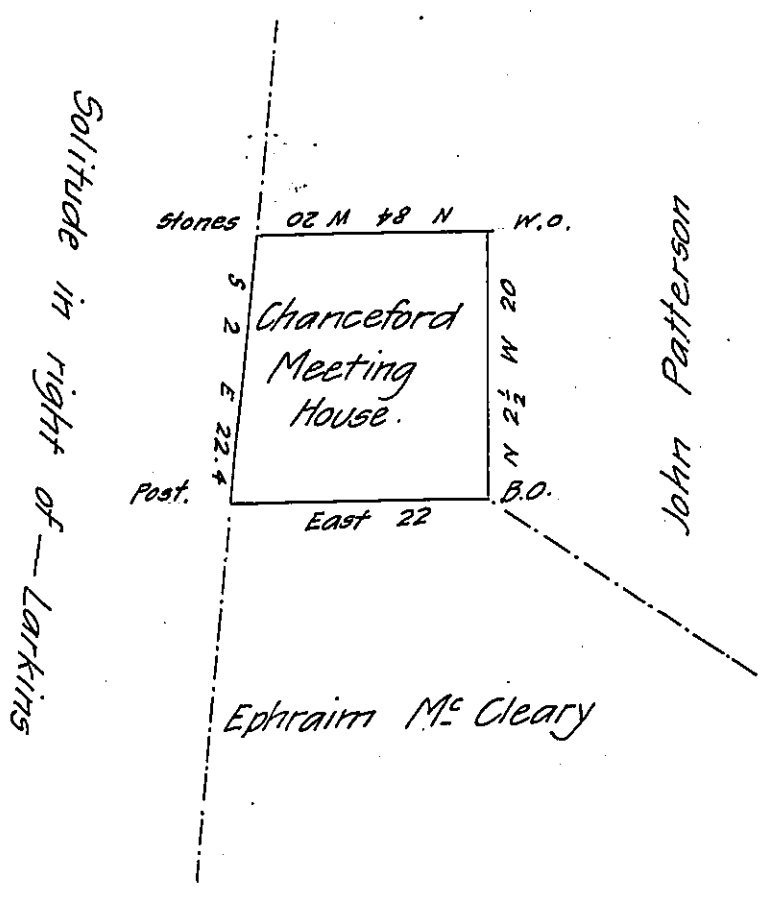 Stones
N 84 W 20
W.O.
S 2 E 22.4
Chanceford
Meeting
House.
N 2½ W 20
Post.
B.O.
East 22
Solitude in right of — Larkins
John Patterson
Ephraim Mc Cleary